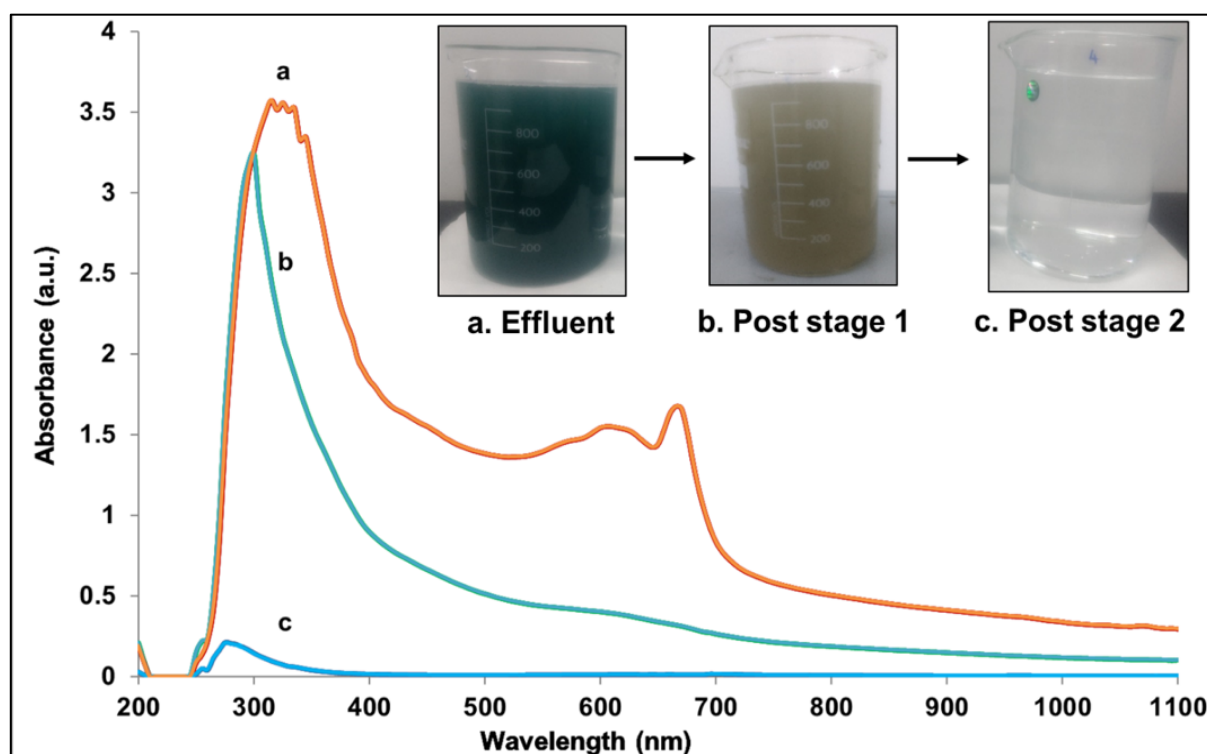 4
3.5
3
2.5
2
1.5
1
0.5
0
Absorbance (a.u.)
200 300 400 500 600 700 800 900 1000 1100
Wavelength (nm)
a
b
c
800
600
400
200
800
600
400
200
4
a. Effluent
b. Post stage 1
c. Post stage 2